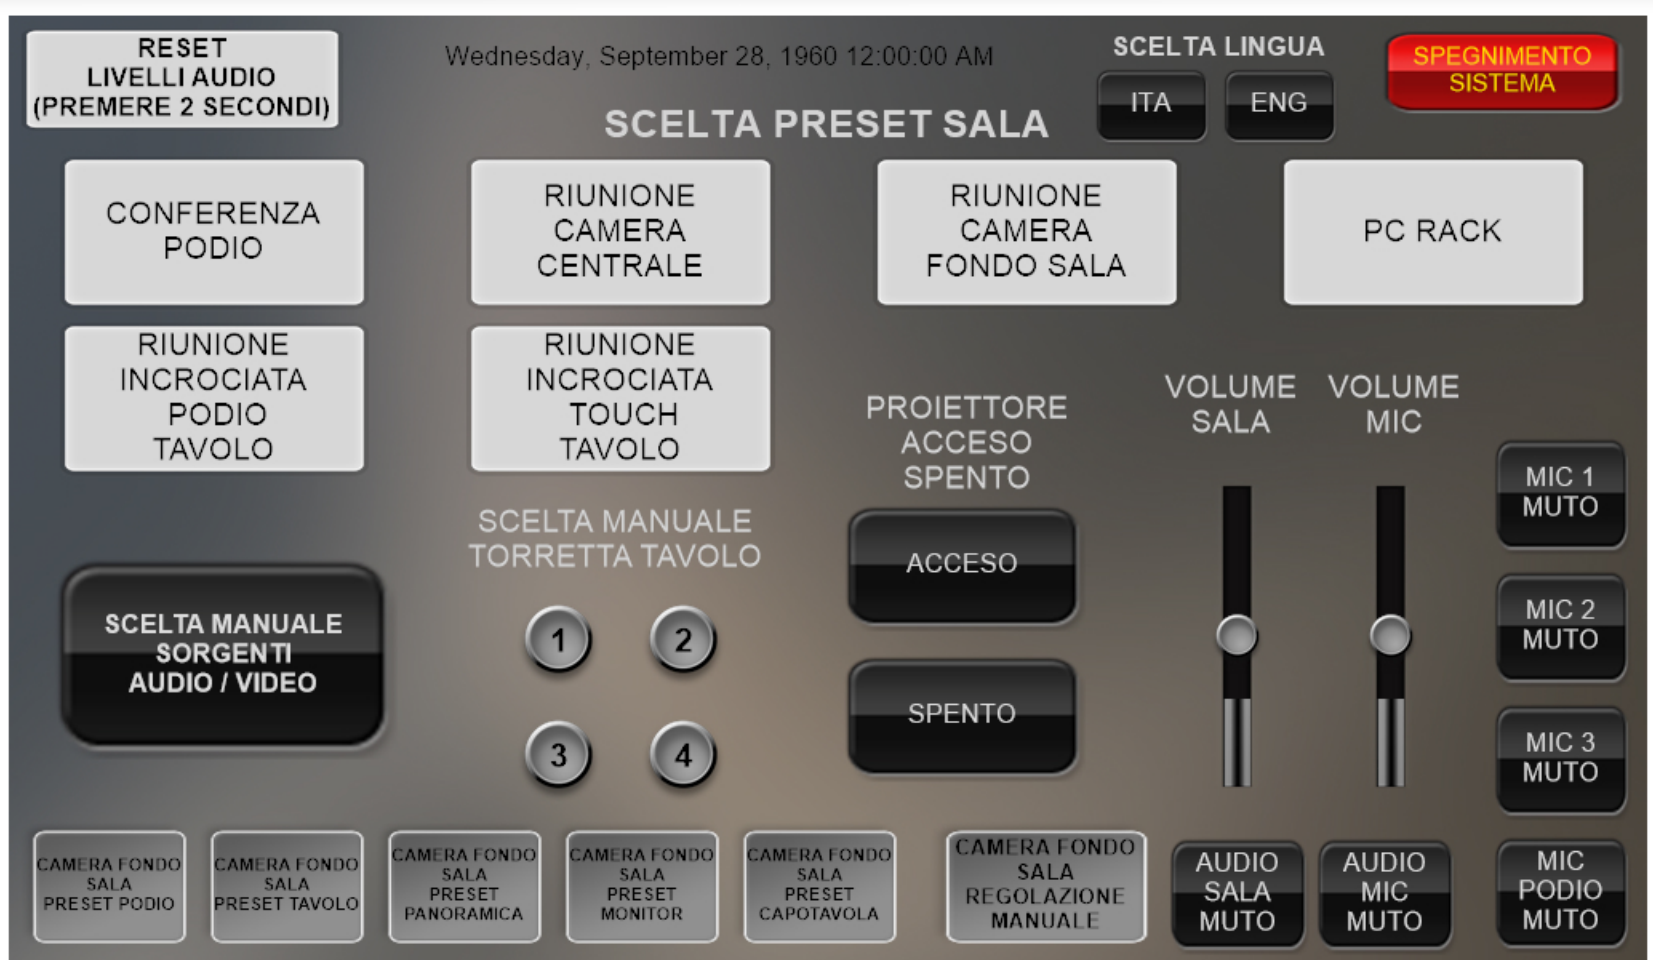 RESET
LIVELLI AUDIO
(PREMERE 2 SECONDI)
Wednesday, September 28, 1960 12:00:00 AM
SCELTA LINGUA
ITA
ENG
SPEGNIMENTO
SISTEMA
SCELTA PRESET SALA
CONFERENZA
PODIO
RIUNIONE
CAMERA
CENTRALE
RIUNIONE
CAMERA
FONDO SALA
PC RACK
RIUNIONE
INCROCIATA
PODIO
TAVOLO
RIUNIONE
INCROCIATA
TOUCH
TAVOLO
PROIETTORE
ACCESO
SPENTO
ACCESO
SPENTO
VOLUME
SALA
VOLUME
MIC
MIC 1
MUTO
MIC 2
MUTO
MIC 3
MUTO
SCELTA MANUALE
SORGENTI
AUDIO / VIDEO
SCELTA MANUALE
TORRETTA TAVOLO
1
2
3
4
CAMERA FONDO
SALA
PRESET PODIO
CAMERA FONDO
SALA
PRESET TAVOLO
CAMERA FONDO
SALA
PRESET
PANORAMICA
CAMERA FONDO
SALA
PRESET
MONITOR
CAMERA FONDO
SALA
PRESET
CAPOTAVOLA
CAMERA FONDO
SALA
REGOLAZIONE
MANUALE
AUDIO
SALA
MUTO
AUDIO
MIC
MUTO
MIC
PODIO
MUTO